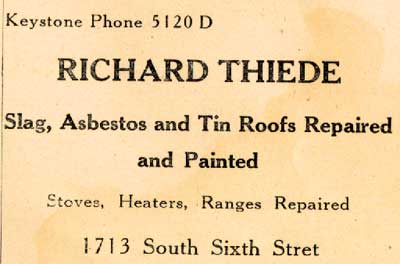 Keystone Phone 5120 D
RICHARD THIEDE
Slag, Asbestos and Tin Roofs Repaired
and Painted
Stoves, Heaters, Ranges Repaired
1713 South Sixth Stret